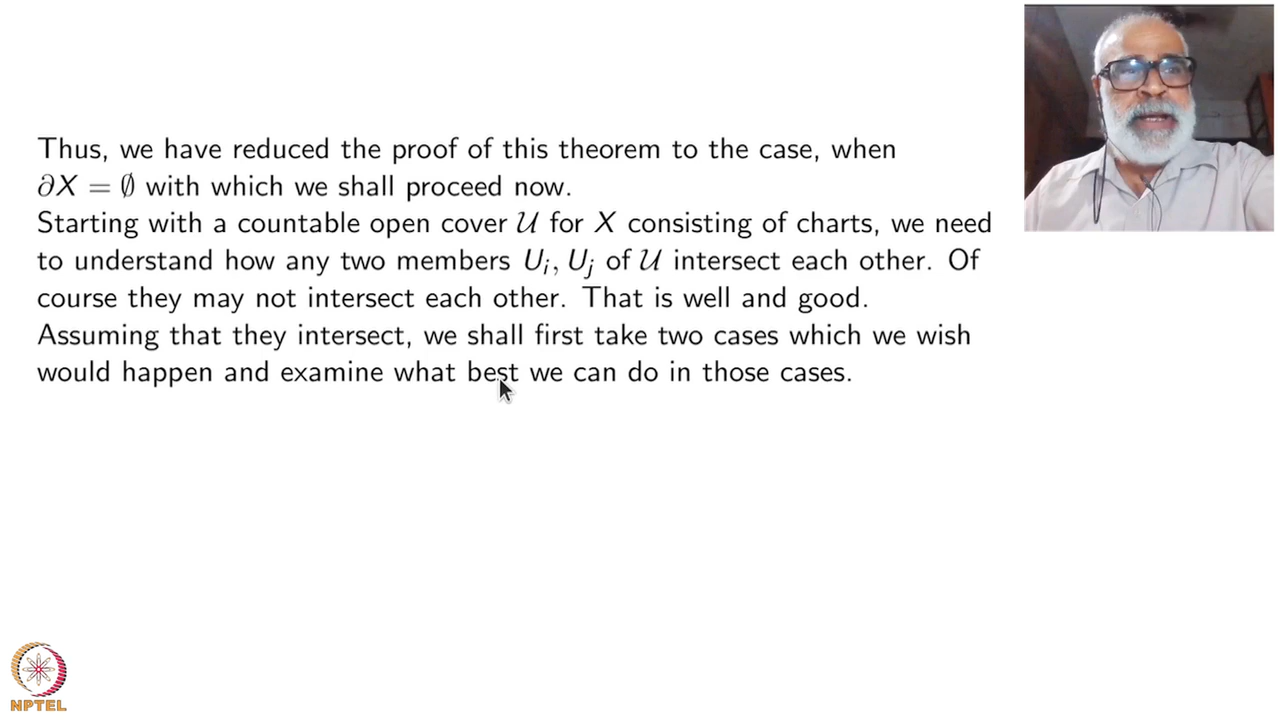 Thus, we have reduced the proof of this theorem to the case, when
∂X = ∅ with which we shall proceed now.
Starting with a countable open cover 𝒰 for X consisting of charts, we need
to understand how any two members Uᵢ, Uⱼ of 𝒰 intersect each other. Of
course they may not intersect each other. That is well and good.
Assuming that they intersect, we shall first take two cases which we wish
would happen and examine what best we can do in those cases.
NPTEL